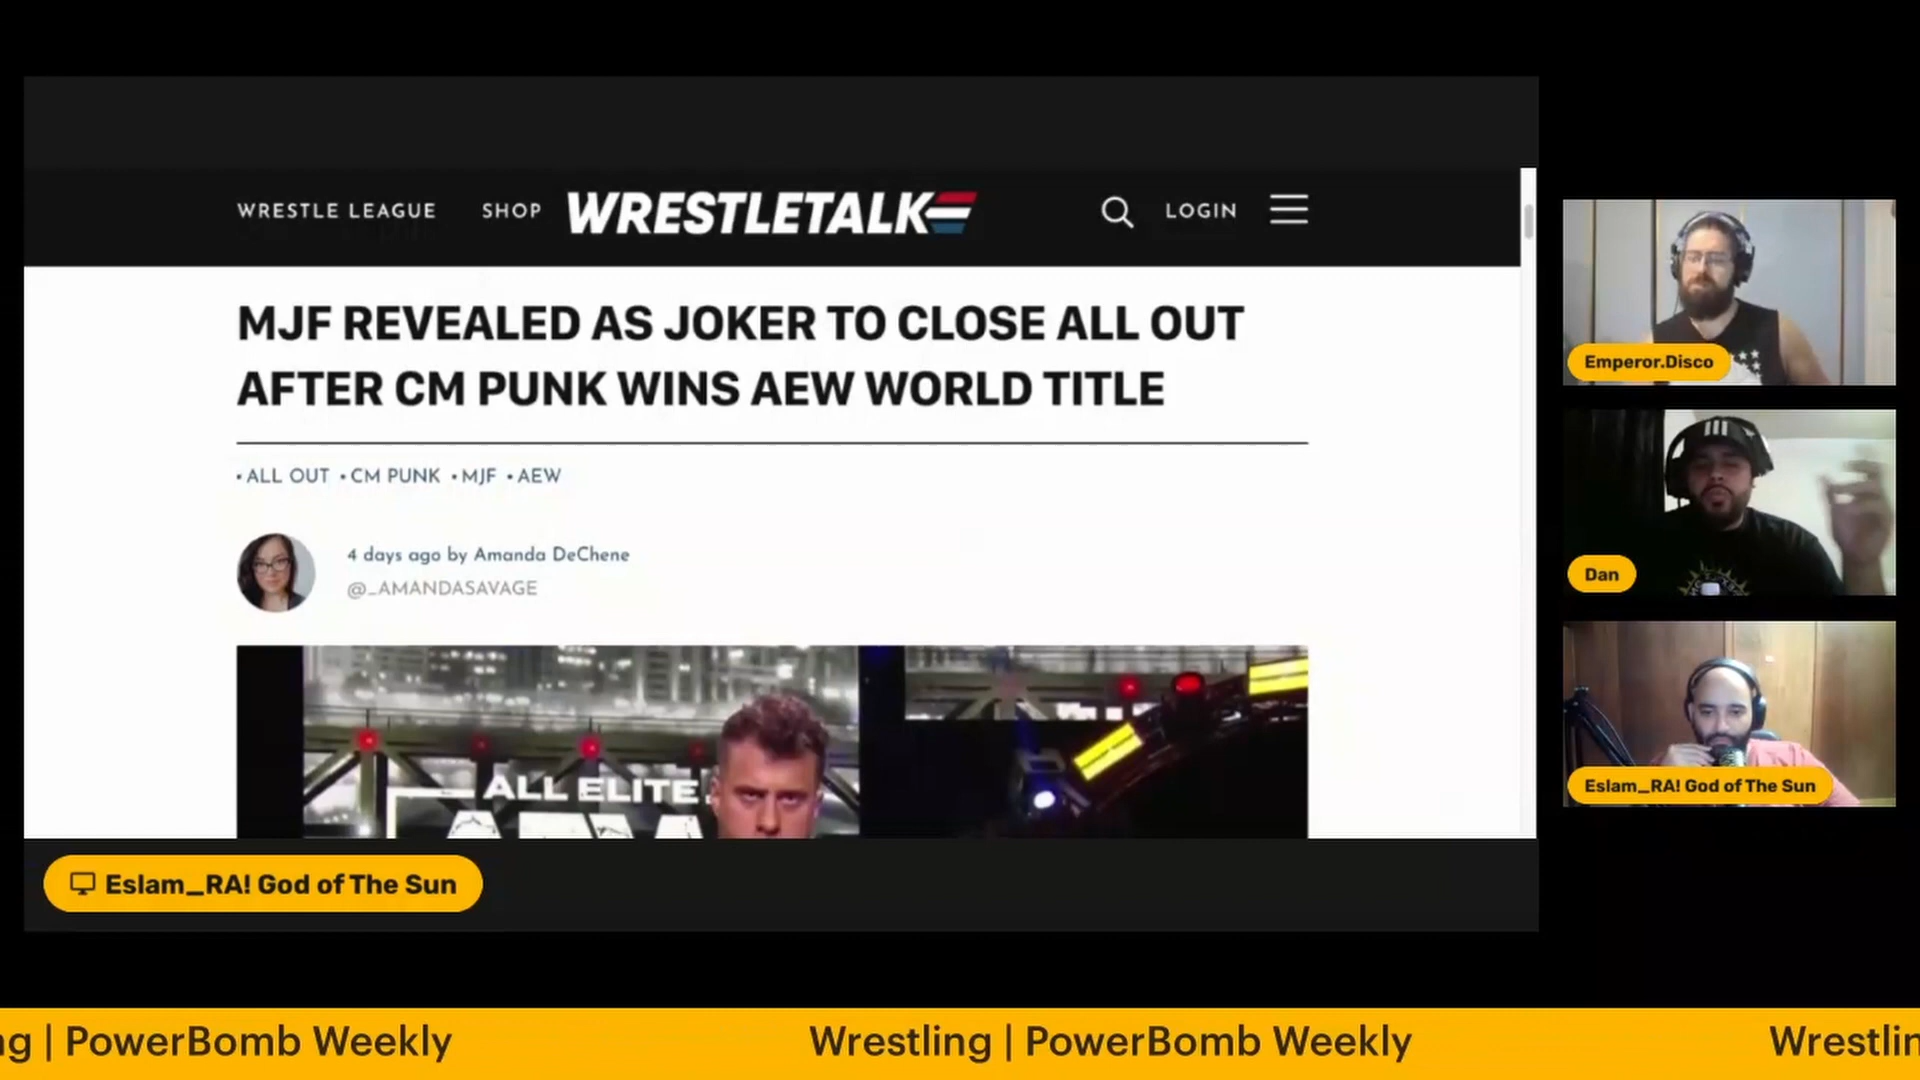 WRESTLE LEAGUE SHOP WRESTLETALK LOGIN
MJF REVEALED AS JOKER TO CLOSE ALL OUT
AFTER CM PUNK WINS AEW WORLD TITLE
• ALL OUT • CM PUNK • MJF • AEW
4 days ago by Amanda DeChene
@_AMANDASAVAGE
ALL ELITE
Eslam_RA! God of The Sun
Emperor.Disco
Dan
Eslam_RA! God of The Sun
ng | PowerBomb Weekly Wrestling | PowerBomb Weekly Wrestlin